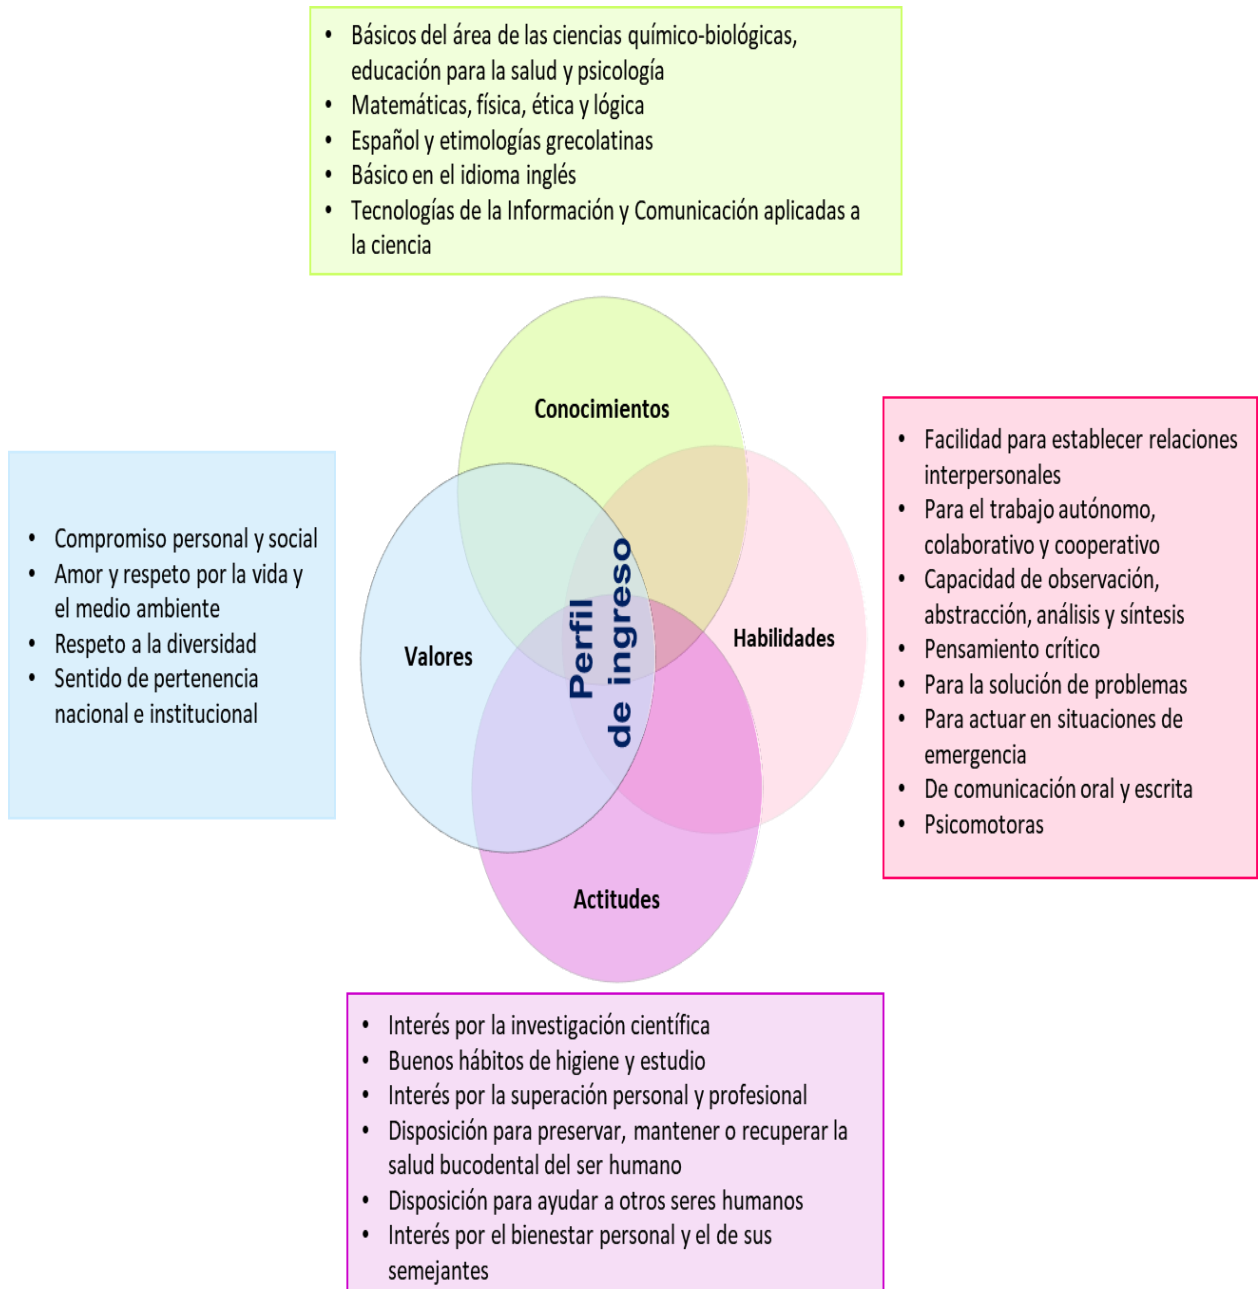 • Básicos del área de las ciencias químico-biológicas,
educación para la salud y psicología
• Matemáticas, física, ética y lógica
• Español y etimologías grecolatinas
• Básico en el idioma inglés
• Tecnologías de la Información y Comunicación aplicadas a
la ciencia
Conocimientos
• Compromiso personal y social
• Amor y respeto por la vida y
el medio ambiente
• Respeto a la diversidad
• Sentido de pertenencia
nacional e institucional
Valores
Perfil
de ingreso
Habilidades
• Facilidad para establecer relaciones
interpersonales
• Para el trabajo autónomo,
colaborativo y cooperativo
• Capacidad de observación,
abstracción, análisis y síntesis
• Pensamiento crítico
• Para la solución de problemas
• Para actuar en situaciones de
emergencia
• De comunicación oral y escrita
• Psicomotoras
Actitudes
• Interés por la investigación científica
• Buenos hábitos de higiene y estudio
• Interés por la superación personal y profesional
• Disposición para preservar, mantener o recuperar la
salud bucodental del ser humano
• Disposición para ayudar a otros seres humanos
• Interés por el bienestar personal y el de sus
semejantes